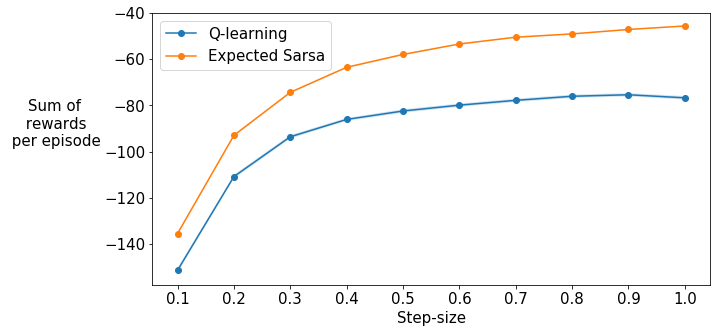 −40
Q-learning
Expected Sarsa
−60
−80
Sum of
rewards
per episode
−100
−120
−140
0.1 0.2 0.3 0.4 0.5 0.6 0.7 0.8 0.9 1.0
Step-size